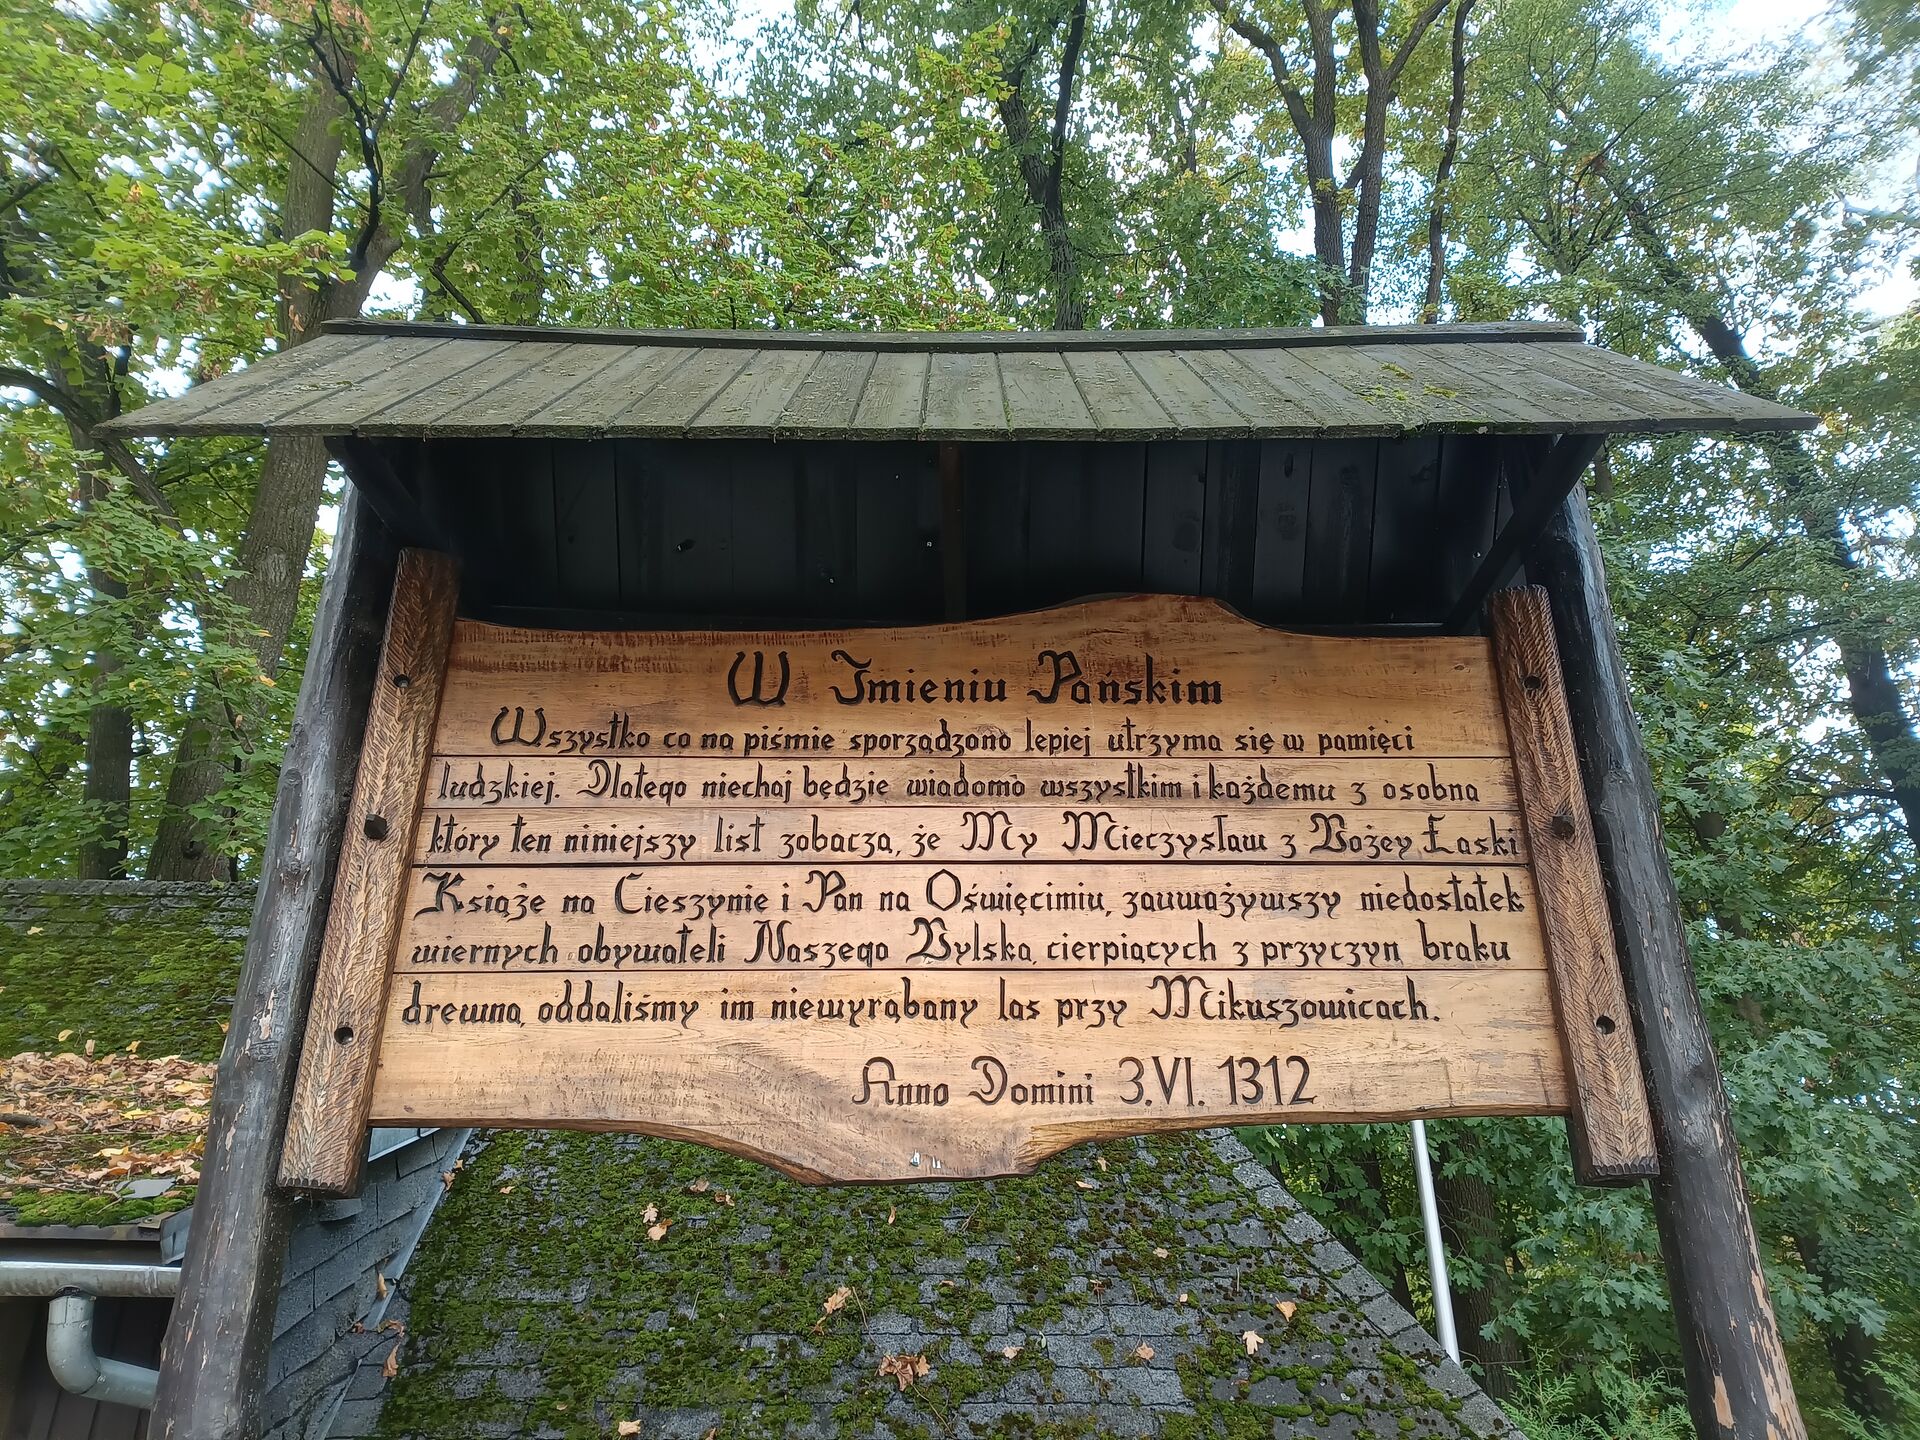 W Imieniu Pańskim
Wszystko co na piśmie sporządzono lepiej utrzyma się w pamięci
ludzkiej. Dlatego niechaj będzie wiadomo wszystkim i każdemu z osobna
który ten niniejszy list zobacza, że My Mieczysław z Bożey Łaski
Książe na Cieszynie i Pan na Oświęcimiu, zauważywszy niedostatek
wiernych obywateli Naszego Bylska, cierpiących z przyczyn braku
drewna, oddaliśmy im niewyrąbany las przy Mikuszowicach.
Anno Domini 3.VI. 1312